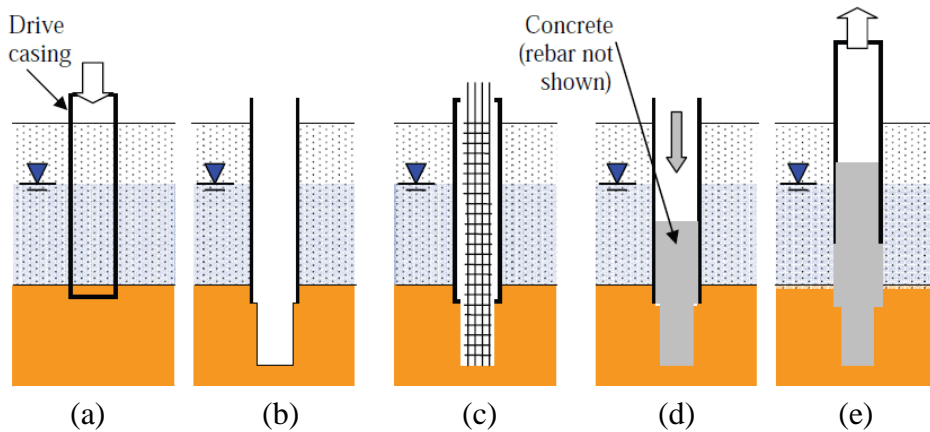 Drive
casing
Concrete
(rebar not
shown)
(a)
(b)
(c)
(d)
(e)